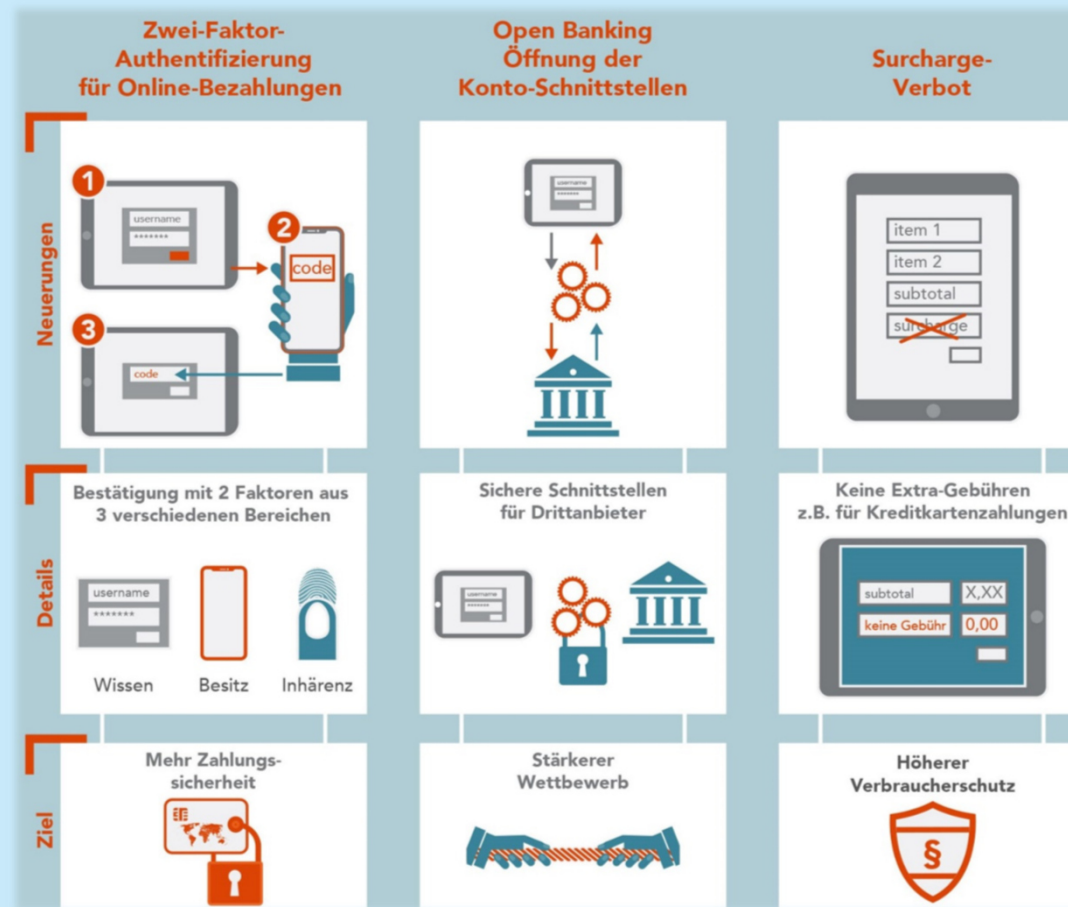 Zwei-Faktor-
Authentifizierung
für Online-Bezahlungen
Open Banking
Öffnung der
Konto-Schnittstellen
Surcharge-
Verbot
Neuerungen
1
username
*******
2
code
3
code
username
*******
item 1
item 2
subtotal
surcharge
Details
Bestätigung mit 2 Faktoren aus
3 verschiedenen Bereichen
username
*******
Wissen
Besitz
Inhärenz
Sichere Schnittstellen
für Drittanbieter
username
*******
Keine Extra-Gebühren
z.B. für Kreditkartenzahlungen
subtotal
X,XX
keine Gebühr
0,00
Ziel
Mehr Zahlungs-
sicherheit
Stärkerer
Wettbewerb
Höherer
Verbraucherschutz
§